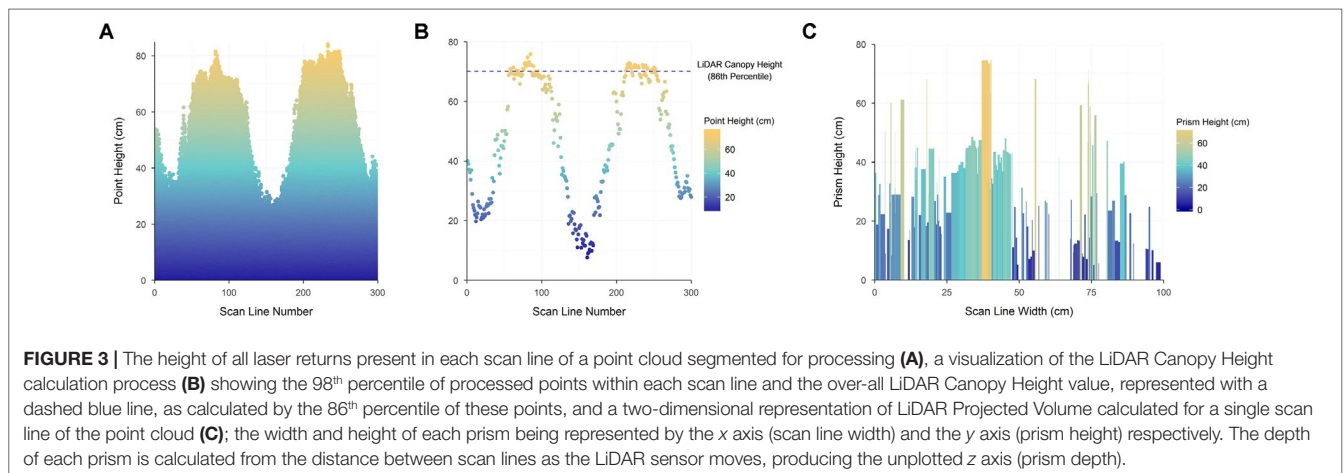 A
B
C
80
60
40
20
0
Point Height (cm)
0
100
200
300
Scan Line Number
80
60
40
20
0
0
100
200
300
Scan Line Number
LiDAR Canopy Height
(86th Percentile)
Point Height (cm)
60
40
20
80
60
40
20
0
Prism Height (cm)
0
25
50
75
100
Scan Line Width (cm)
Prism Height (cm)
60
40
20
0
FIGURE 3 | The height of all laser returns present in each scan line of a point cloud segmented for processing (A), a visualization of the LiDAR Canopy Height
calculation process (B) showing the 98th percentile of processed points within each scan line and the over-all LiDAR Canopy Height value, represented with a
dashed blue line, as calculated by the 86th percentile of these points, and a two-dimensional representation of LiDAR Projected Volume calculated for a single scan
line of the point cloud (C); the width and height of each prism being represented by the x axis (scan line width) and the y axis (prism height) respectively. The depth
of each prism is calculated from the distance between scan lines as the LiDAR sensor moves, producing the unplotted z axis (prism depth).